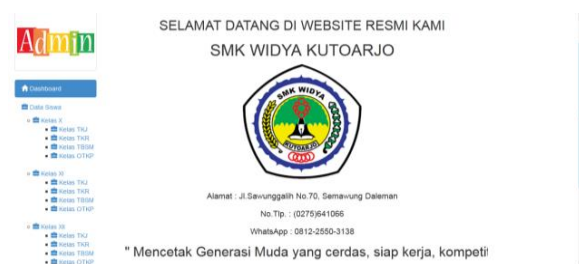 Admin
Dashboard
Data Siswa
Kelas X
Kelas TKJ
Kelas TKR
Kelas TBSM
Kelas OTKP
Kelas XI
Kelas TKJ
Kelas TKR
Kelas TBSM
Kelas OTKP
Kelas XII
Kelas TKJ
Kelas TKR
Kelas TBSM
Kelas OTKP
SELAMAT DATANG DI WEBSITE RESMI KAMI
SMK WIDYA KUTOARJO
SMK WIDYA
KUTOARJO
Alamat : Jl.Sawunggalih No.70, Semawung Daleman
No.Tlp. : (0275)641066
WhatsApp : 0812-2550-3138
" Mencetak Generasi Muda yang cerdas, siap kerja, kompeti